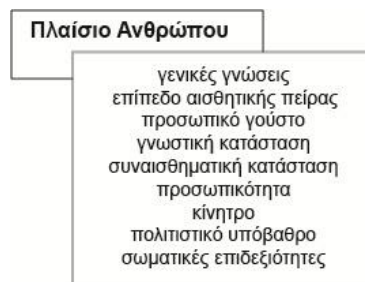 Πλαίσιο Ανθρώπου
γενικές γνώσεις
επίπεδο αισθητικής πείρας
προσωπικό γούστο
γνωστική κατάσταση
συναισθηματική κατάσταση
προσωπικότητα
κίνητρο
πολιτιστικό υπόβαθρο
σωματικές επιδεξιότητες